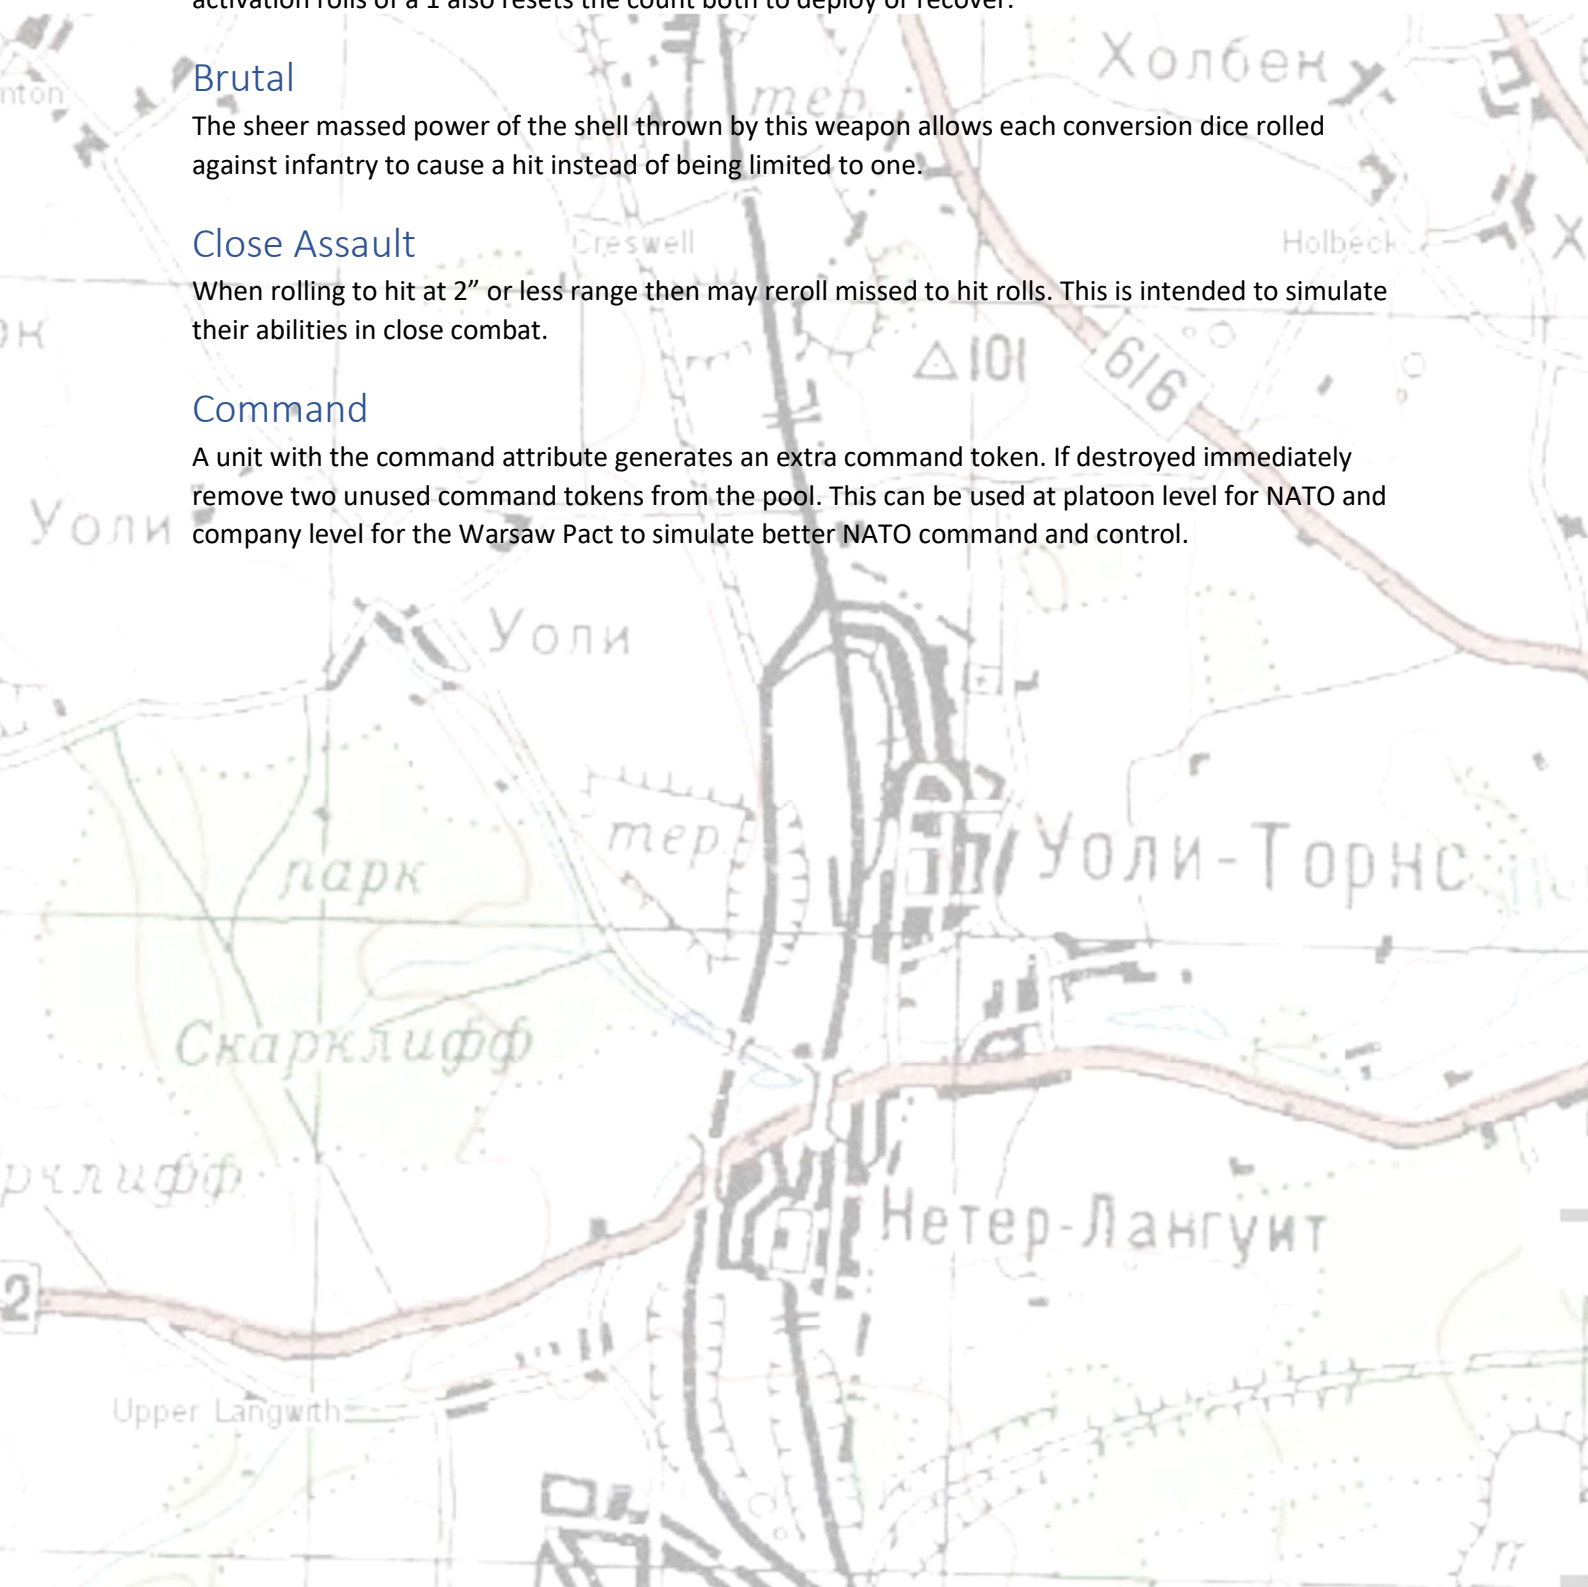 activation rolls of a 1 also resets the count both to deploy or recover.
Холбек
Brutal
nton
тер.
The sheer massed power of the shell thrown by this weapon allows each conversion dice rolled
against infantry to cause a hit instead of being limited to one.
Close Assault
Creswell
Holbeck
When rolling to hit at 2” or less range then may reroll missed to hit rolls. This is intended to simulate
their abilities in close combat.
101
616
Command
A unit with the command attribute generates an extra command token. If destroyed immediately
remove two unused command tokens from the pool. This can be used at platoon level for NATO and
Уоли
company level for the Warsaw Pact to simulate better NATO command and control.
Уоли
тер.
Уоли-Торнс
парк
Скарклифф
рклифф
Нетер-Лангуит
2
Upper Langwith